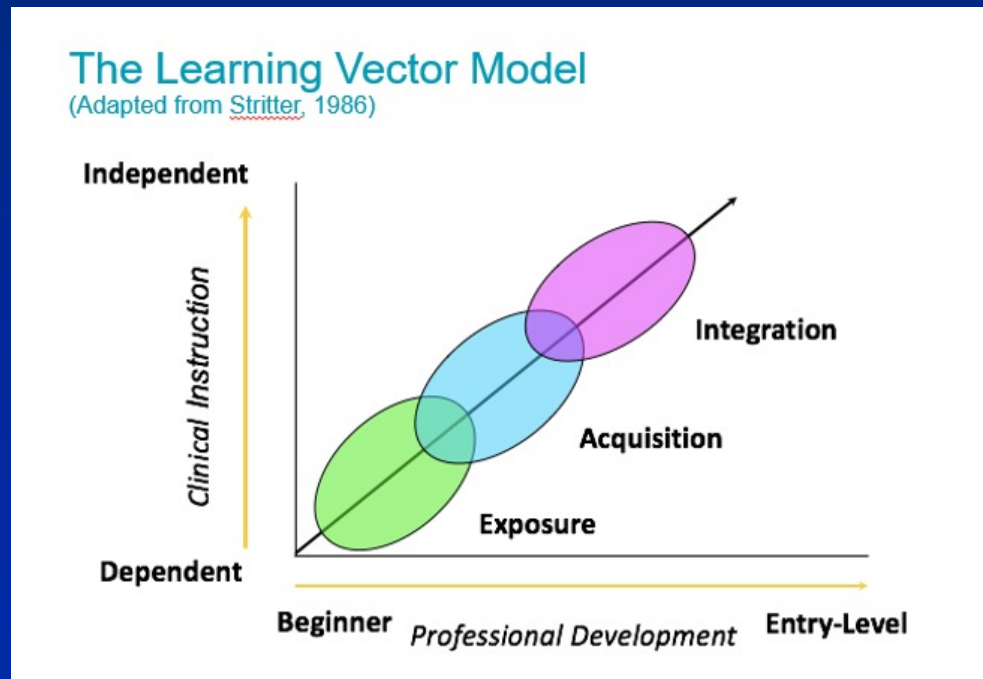 The Learning Vector Model
(Adapted from Stritter, 1986)
Independent
Clinical Instruction
Integration
Acquisition
Exposure
Dependent
Beginner
Professional Development
Entry-Level